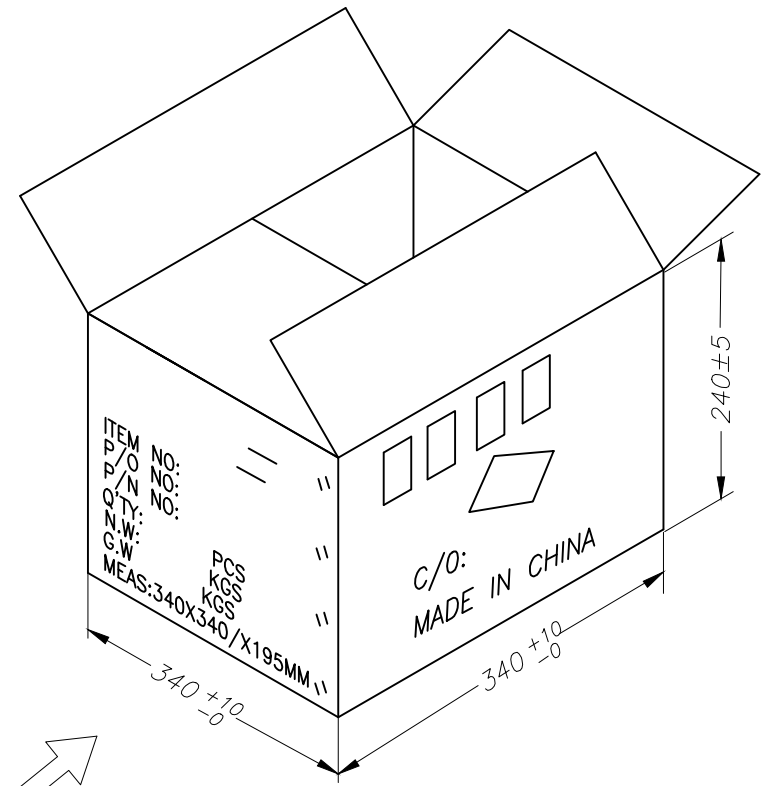 ITEM NO:
P/O NO:
P/N NO:
Q'TY: PCS
N.W: KGS
G.W KGS
MEAS:340X340/X195MM
C/O:
MADE IN CHINA
240±5
340 +10 -0
340 +10 -0